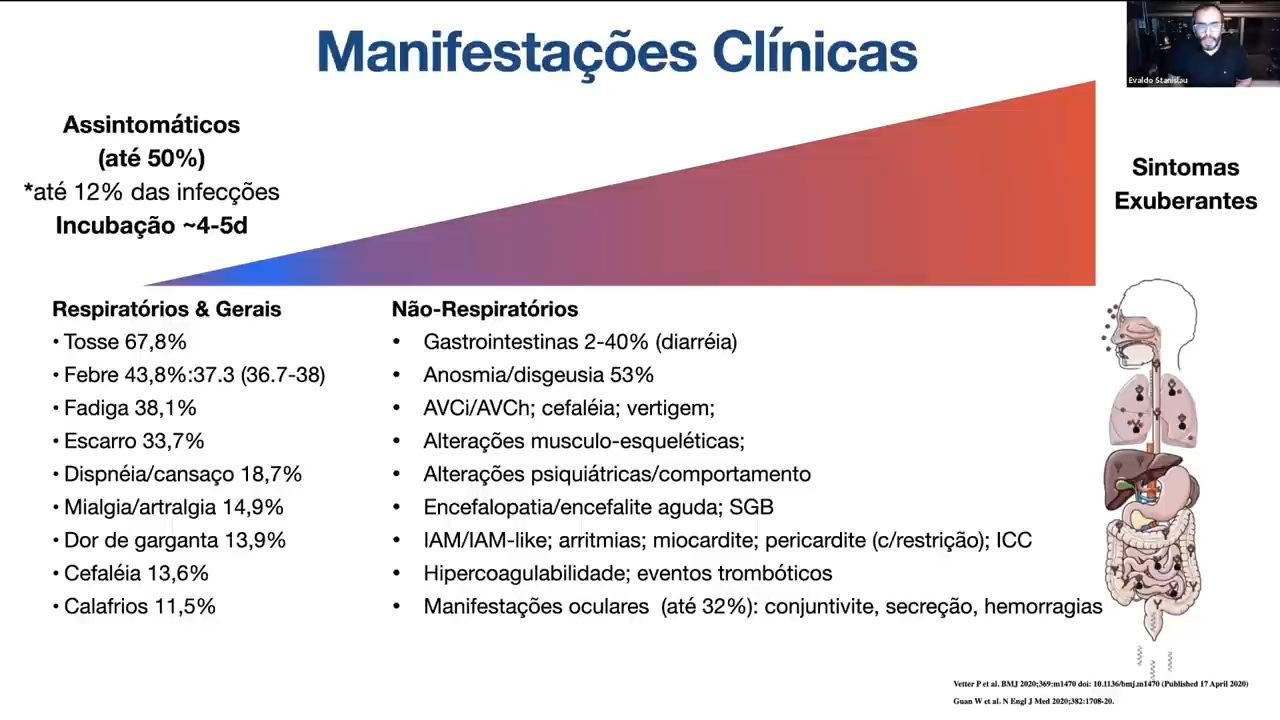 Manifestações Clínicas
Evaldo Stanislau
Assintomáticos
(até 50%)
*até 12% das infecções
Incubação ~4-5d
Sintomas
Exuberantes
Respiratórios & Gerais
• Tosse 67,8%
• Febre 43,8%:37.3 (36.7-38)
• Fadiga 38,1%
• Escarro 33,7%
• Dispnéia/cansaço 18,7%
• Mialgia/artralgia 14,9%
• Dor de garganta 13,9%
• Cefaléia 13,6%
• Calafrios 11,5%
Não-Respiratórios
• Gastrointestinas 2-40% (diarréia)
• Anosmia/disgeusia 53%
• AVCi/AVCh; cefaléia; vertigem;
• Alterações musculo-esqueléticas;
• Alterações psiquiátricas/comportamento
• Encefalopatia/encefalite aguda; SGB
• IAM/IAM-like; arritmias; miocardite; pericardite (c/restrição); ICC
• Hipercoagulabilidade; eventos trombóticos
• Manifestações oculares (até 32%): conjuntivite, secreção, hemorragias
Vetter P et al. BMJ 2020;369:m1470 doi: 10.1136/bmj.m1470 (Published 17 April 2020)
Guan W et al. N Engl J Med 2020;382:1708-20.